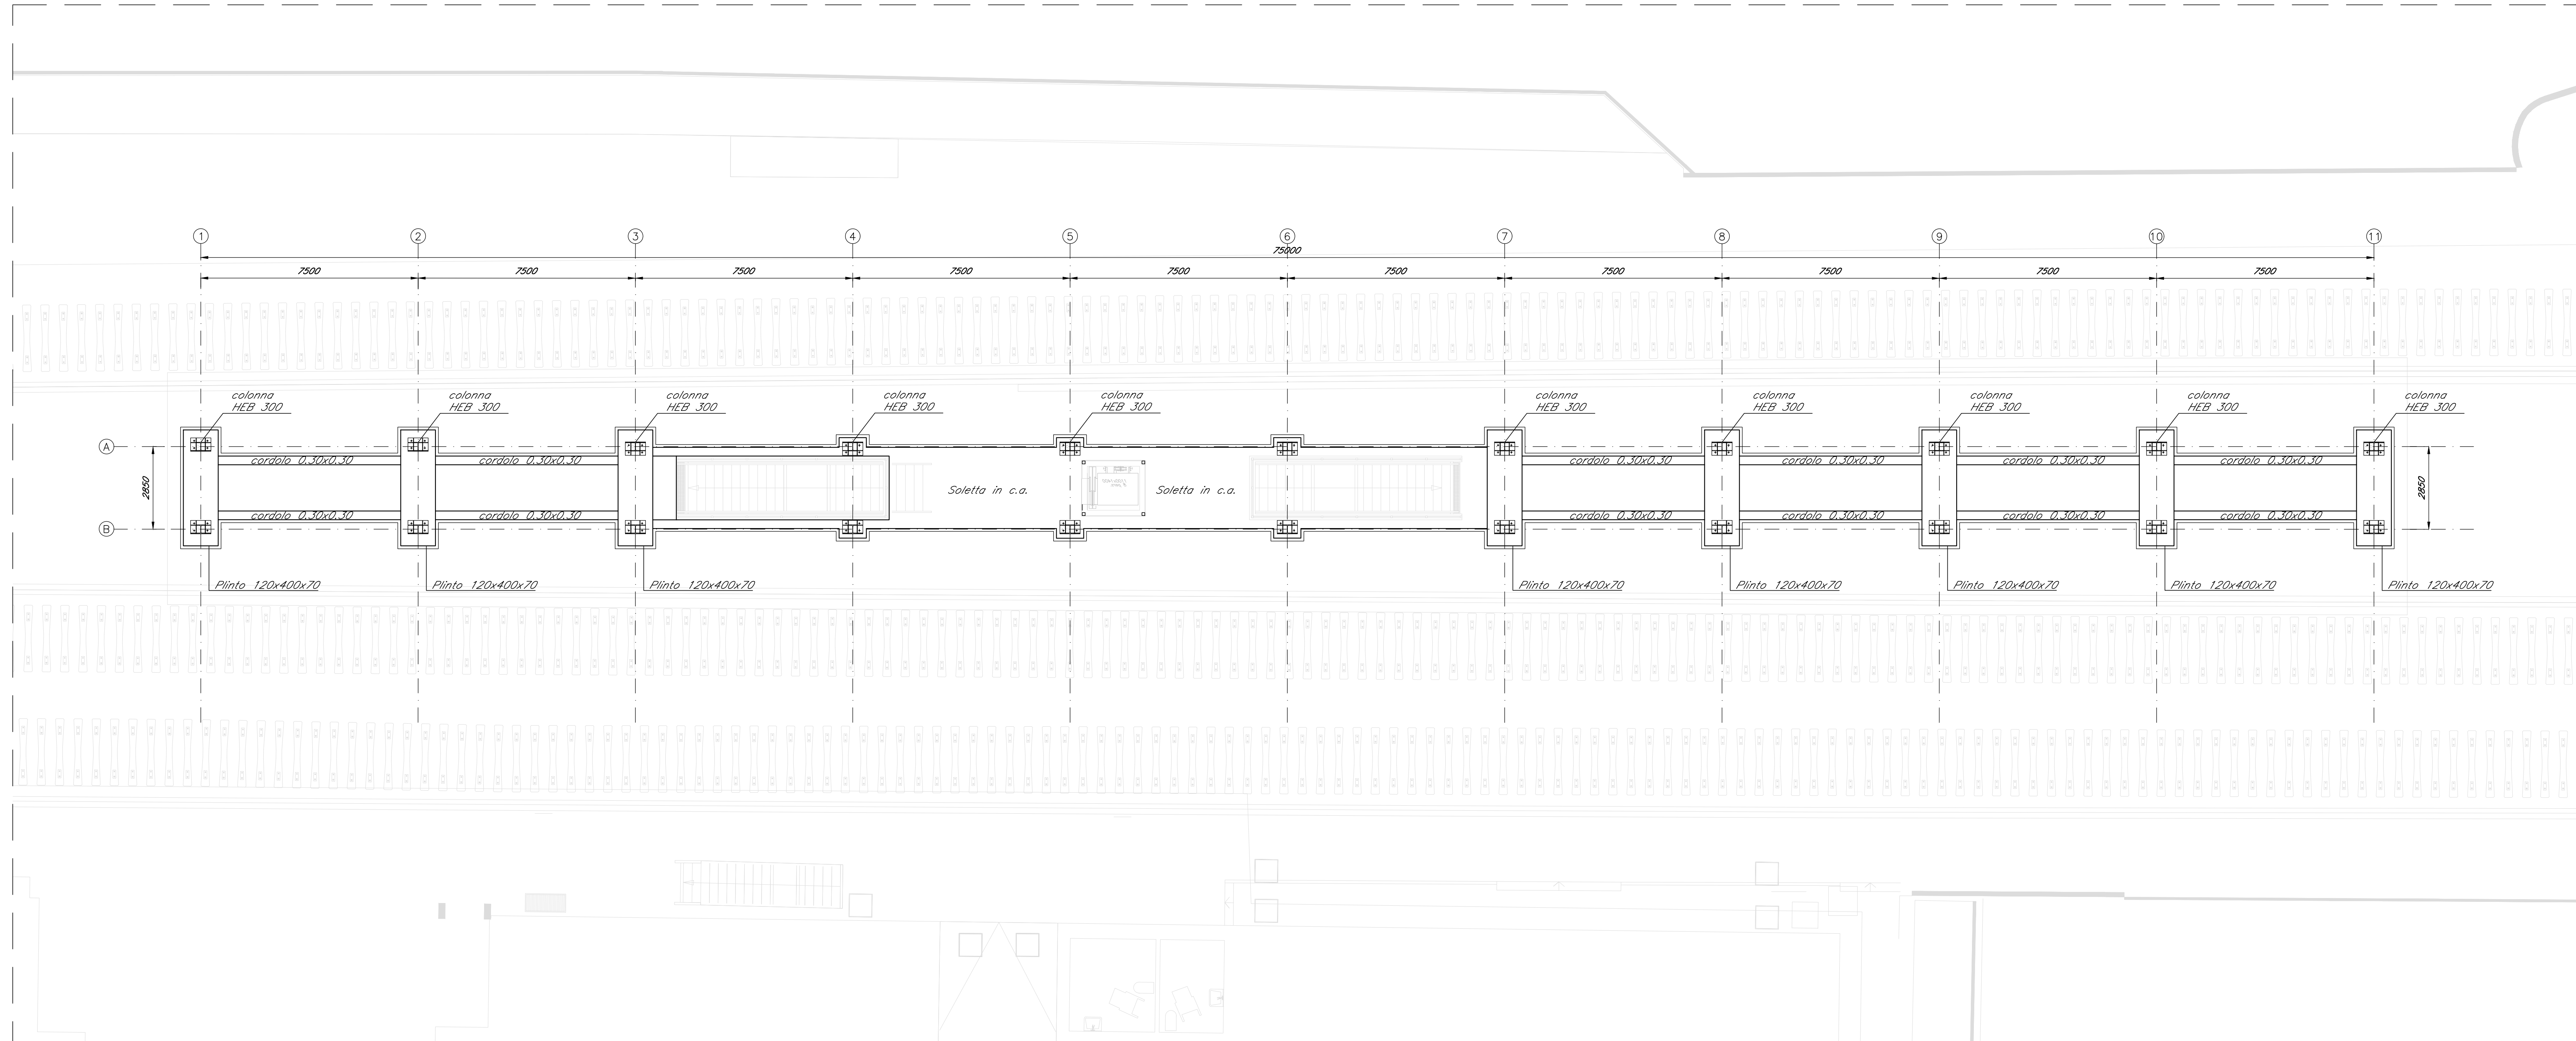 1 2 3 4 5 6 7 8 9 10 11
75000
7500 7500 7500 7500 7500 7500 7500 7500 7500 7500
colonna colonna colonna colonna colonna colonna colonna colonna colonna colonna
HEB 300 HEB 300 HEB 300 HEB 300 HEB 300 HEB 300 HEB 300 HEB 300 HEB 300 HEB 300
A
cordolo 0.30x0.30 cordolo 0.30x0.30 cordolo 0.30x0.30 cordolo 0.30x0.30 cordolo 0.30x0.30 cordolo 0.30x0.30
2850 Soletta in c.a. Soletta in c.a. 2850
cordolo 0.30x0.30 cordolo 0.30x0.30 cordolo 0.30x0.30 cordolo 0.30x0.30 cordolo 0.30x0.30 cordolo 0.30x0.30
B
Plinto 120x400x70 Plinto 120x400x70 Plinto 120x400x70 Plinto 120x400x70 Plinto 120x400x70 Plinto 120x400x70 Plinto 120x400x70 Plinto 120x400x70